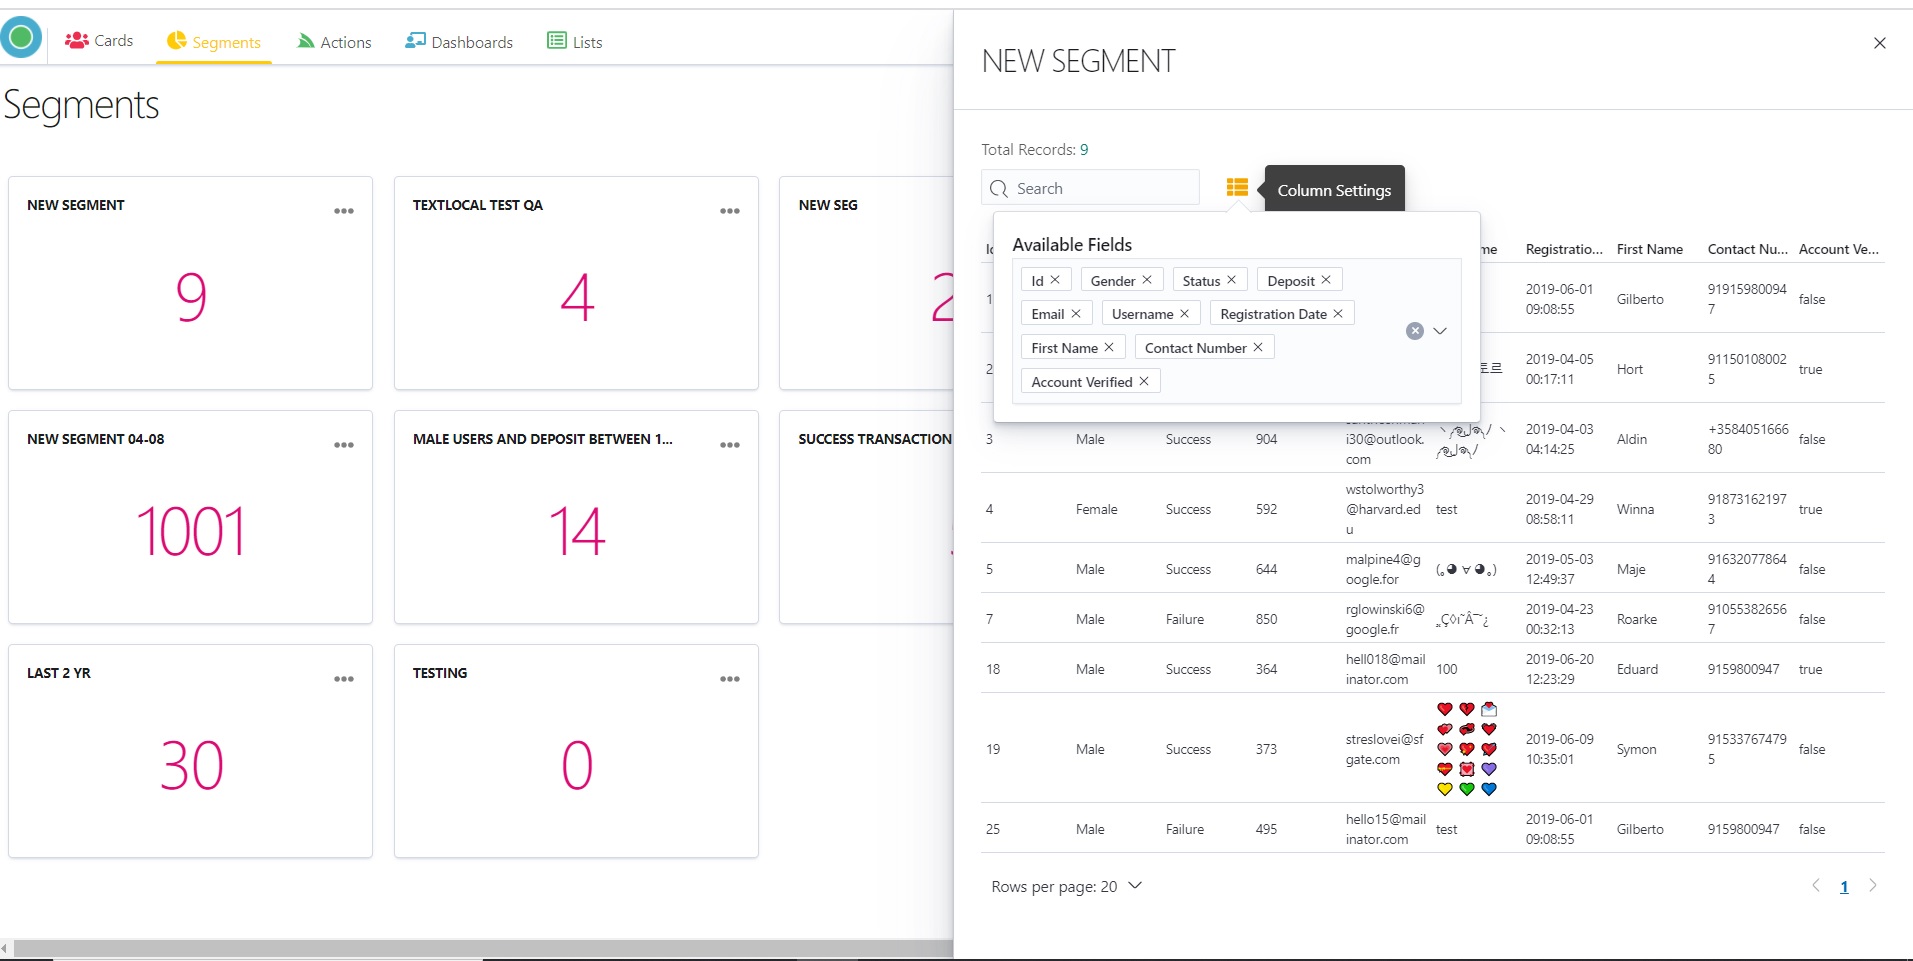 Cards
Segments
Actions
Dashboards
Lists
Segments
NEW SEGMENT
9
TEXTLOCAL TEST QA
4
NEW SEG
2
NEW SEGMENT 04-08
1001
MALE USERS AND DEPOSIT BETWEEN 1...
14
SUCCESS TRANSACTION
LAST 2 YR
30
TESTING
0
NEW SEGMENT
Total Records: 9
Search
Column Settings
Available Fields
Id
Gender
Status
Deposit
Email
Username
Registration Date
First Name
Contact Number
Account Verified
Registratio... First Name Contact Nu... Account Ve...
1 2019-06-01 09:08:55 Gilberto 919159800947 false
2 토르 2019-04-05 00:17:11 Hort 911501080025 true
3 Male Success 904 i30@outlook.com 2019-04-03 04:14:25 Aldin +358405166680 false
4 Female Success 592 wstolworthy3@harvard.edu test 2019-04-29 08:58:11 Winna 918731621973 true
5 Male Success 644 malpine4@google.for (｡◕ ∀ ◕｡) 2019-05-03 12:49:37 Maje 916320778644 false
7 Male Failure 850 rglowinski6@google.fr ¸˛Ç◊ı˜Â¯˘¿ 2019-04-23 00:32:13 Roarke 910553826567 false
18 Male Success 364 hell018@mailinator.com 100 2019-06-20 12:23:29 Eduard 9159800947 true
19 Male Success 373 streslovei@sfgate.com 2019-06-09 10:35:01 Symon 915337674795 false
25 Male Failure 495 hello15@mailinator.com test 2019-06-01 09:08:55 Gilberto 9159800947 false
Rows per page: 20
1